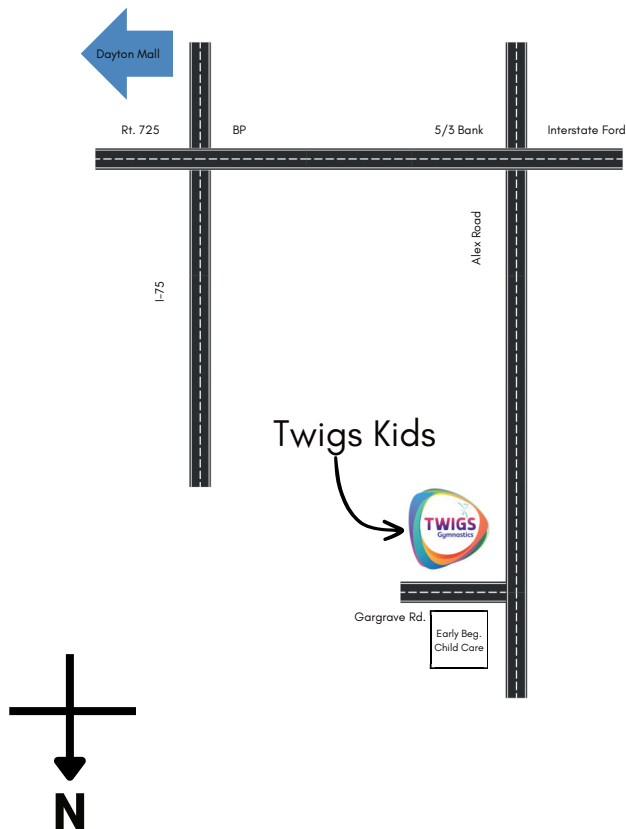 Dayton Mall
Rt. 725
BP
5/3 Bank
Interstate Ford
Alex Road
I-75
Twigs Kids
TWIGS
Gymnastics
Gargrave Rd.
Early Beg.
Child Care
N